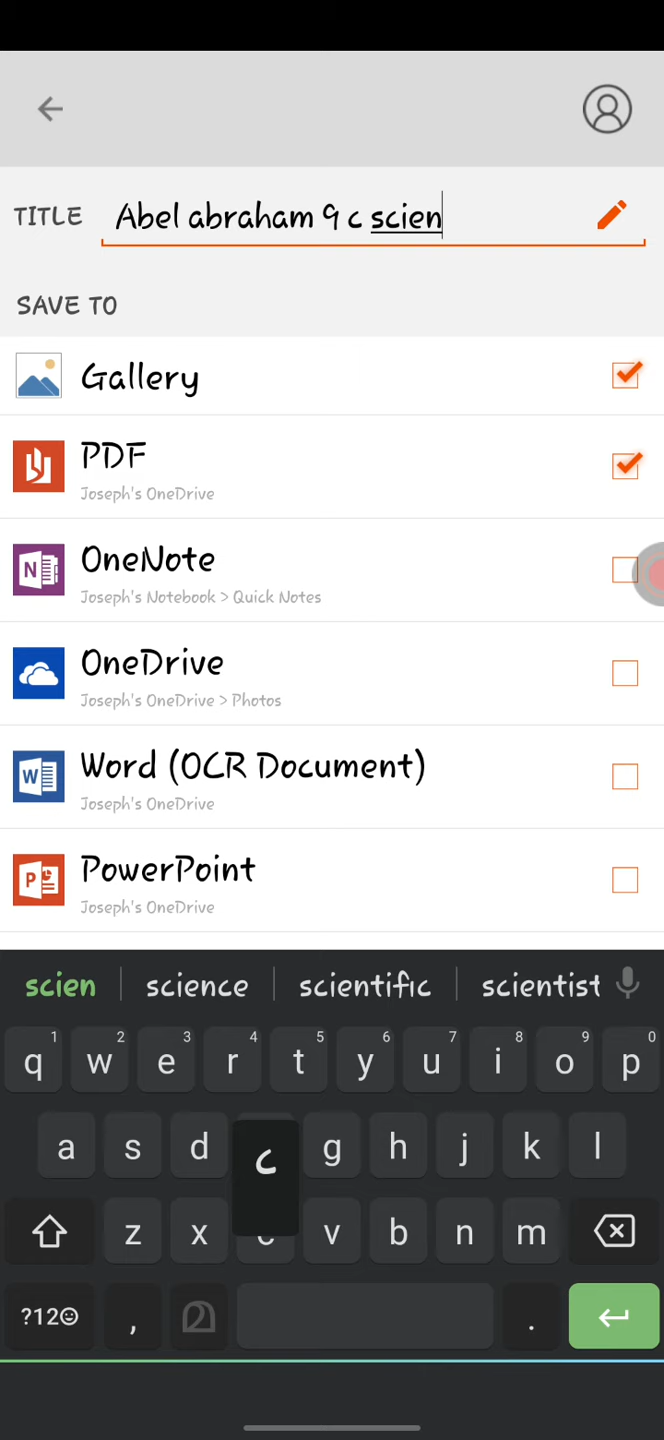 TITLE Abel abraham 9 c scien
SAVE TO
Gallery
PDF
Joseph's OneDrive
OneNote
Joseph's Notebook > Quick Notes
OneDrive
Joseph's OneDrive > Photos
Word (OCR Document)
Joseph's OneDrive
PowerPoint
Joseph's OneDrive
scien science scientific scientist
1 2 3 4 5 6 7 8 9 0
q w e r t y u i o p
a s d c g h j k l
z x c v b n m
?12☺ , മ .